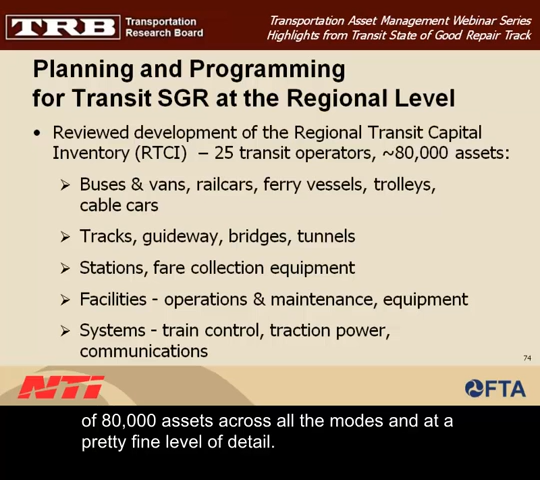 TRB Transportation Research Board
Transportation Asset Management Webinar Series
Highlights from Transit State of Good Repair Track
Planning and Programming
for Transit SGR at the Regional Level
• Reviewed development of the Regional Transit Capital
Inventory (RTCI) – 25 transit operators, ~80,000 assets:
➢ Buses & vans, railcars, ferry vessels, trolleys,
cable cars
➢ Tracks, guideway, bridges, tunnels
➢ Stations, fare collection equipment
➢ Facilities - operations & maintenance, equipment
➢ Systems - train control, traction power,
communications
74
NTI
FTA
of 80,000 assets across all the modes and at a
pretty fine level of detail.